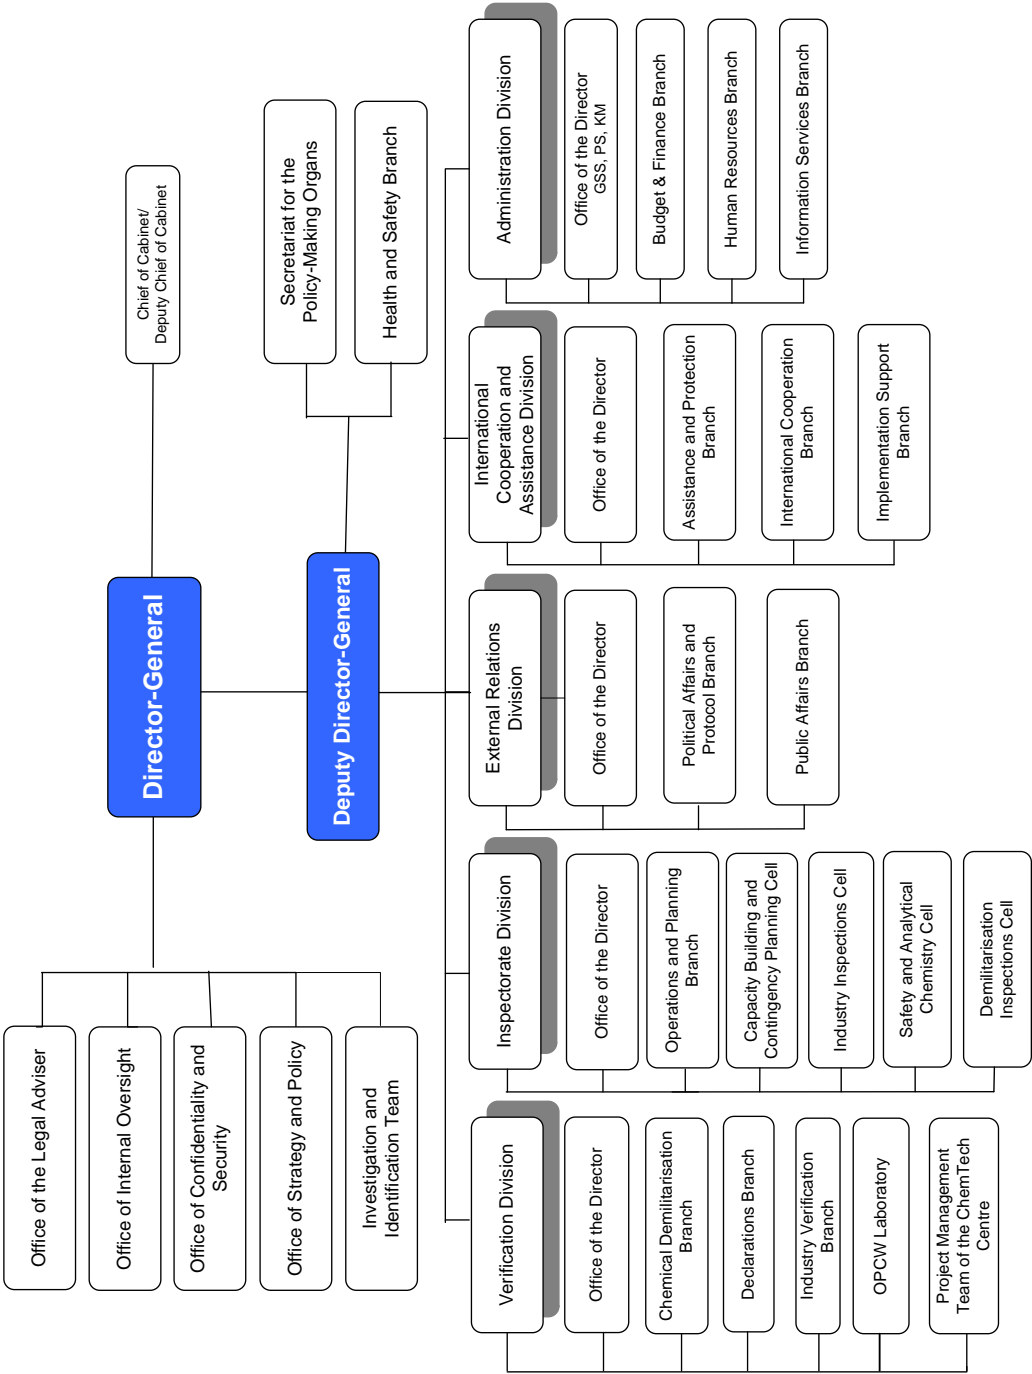 Director-General
Chief of Cabinet/
Deputy Chief of Cabinet
Office of the Legal Adviser
Office of Internal Oversight
Office of Confidentiality and
Security
Office of Strategy and Policy
Investigation and
Identification Team
Deputy Director-General
Secretariat for the
Policy-Making Organs
Health and Safety Branch
Verification Division
Office of the Director
Chemical Demilitarisation
Branch
Declarations Branch
Industry Verification
Branch
OPCW Laboratory
Project Management
Team of the ChemTech
Centre
Inspectorate Division
Office of the Director
Operations and Planning
Branch
Capacity Building and
Contingency Planning Cell
Industry Inspections Cell
Safety and Analytical
Chemistry Cell
Demilitarisation
Inspections Cell
External Relations
Division
Office of the Director
Political Affairs and
Protocol Branch
Public Affairs Branch
International
Cooperation and
Assistance Division
Office of the Director
Assistance and Protection
Branch
International Cooperation
Branch
Implementation Support
Branch
Administration Division
Office of the Director
GSS, PS, KM
Budget & Finance Branch
Human Resources Branch
Information Services Branch